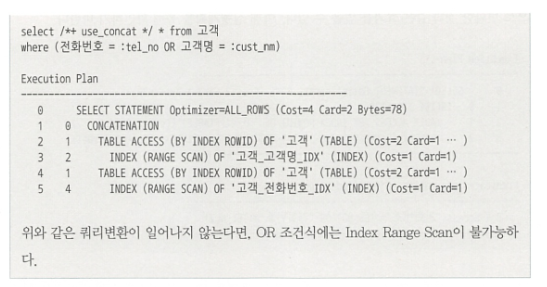 select /*+ use_concat */ * from 고객
where (전화번호 = :tel_no OR 고객명 = :cust_nm)
Execution Plan
------------------------------------------------------------
0 SELECT STATEMENT Optimizer=ALL_ROWS (Cost=4 Card=2 Bytes=78)
1 0 CONCATENATION
2 1 TABLE ACCESS (BY INDEX ROWID) OF '고객' (TABLE) (Cost=2 Card=1 … )
3 2 INDEX (RANGE SCAN) OF '고객_고객명_IDX' (INDEX) (Cost=1 Card=1)
4 1 TABLE ACCESS (BY INDEX ROWID) OF '고객' (TABLE) (Cost=2 Card=1 … )
5 4 INDEX (RANGE SCAN) OF '고객_전화번호_IDX' (INDEX) (Cost=1 Card=1)
위와 같은 쿼리변환이 일어나지 않는다면, OR 조건식에는 Index Range Scan이 불가능하
다.